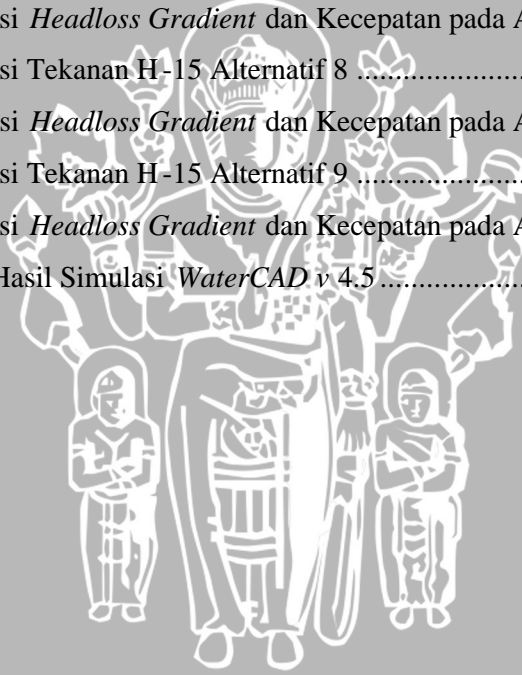 si Headloss Gradient dan Kecepatan pada A
si Tekanan H-15 Alternatif 8 ......................
si Headloss Gradient dan Kecepatan pada A
si Tekanan H-15 Alternatif 9 ......................
si Headloss Gradient dan Kecepatan pada A
Hasil Simulasi WaterCAD v 4.5 ...................